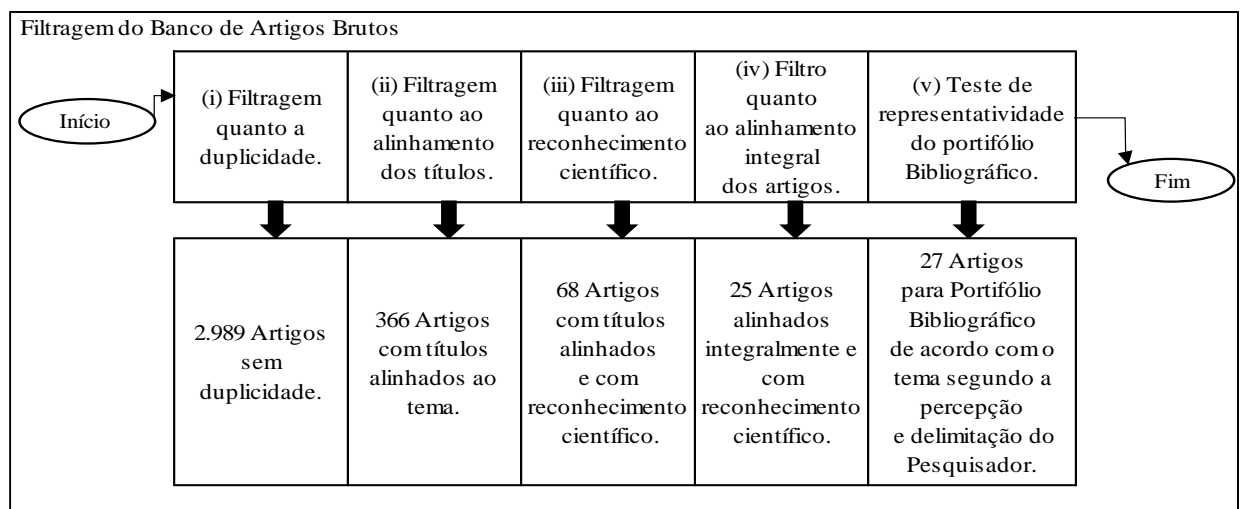 Filtragem do Banco de Artigos Brutos
Início
(i) Filtragem
quanto a
duplicidade.
(ii) Filtragem
quanto ao
alinhamento
dos títulos.
(iii) Filtragem
quanto ao
reconhecimento
científico.
(iv) Filtro
quanto
ao alinhamento
integral
dos artigos.
(v) Teste de
representatividade
do portifólio
Bibliográfico.
Fim
2.989 Artigos
sem
duplicidade.
366 Artigos
com títulos
alinhados ao
tema.
68 Artigos
com títulos
alinhados
e com
reconhecimento
científico.
25 Artigos
alinhados
integralmente e
com
reconhecimento
científico.
27 Artigos
para Portifólio
Bibliográfico
de acordo com o
tema segundo a
percepção
e delimitação do
Pesquisador.